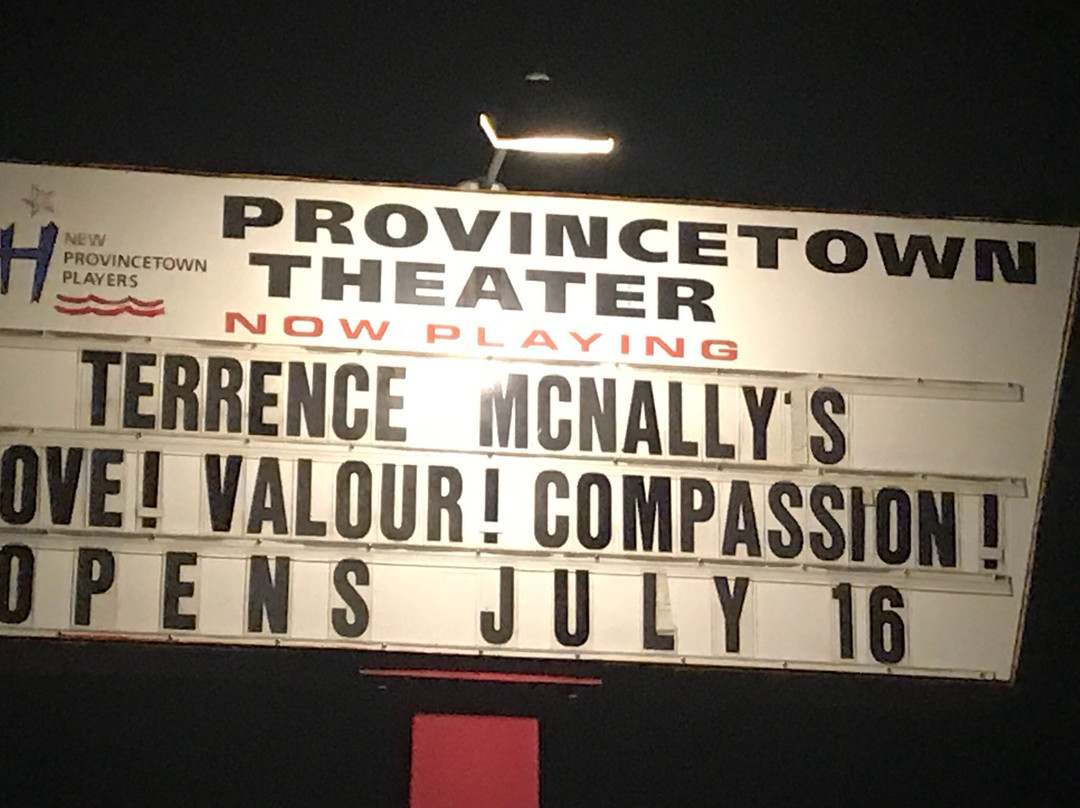 PROVINCETOWN
THEATER
NEW
PROVINCETOWN
PLAYERS
NOW PLAYING
TERRENCE MCNALLY'S
OVE! VALOUR! COMPASSION!
OPENS JULY 16